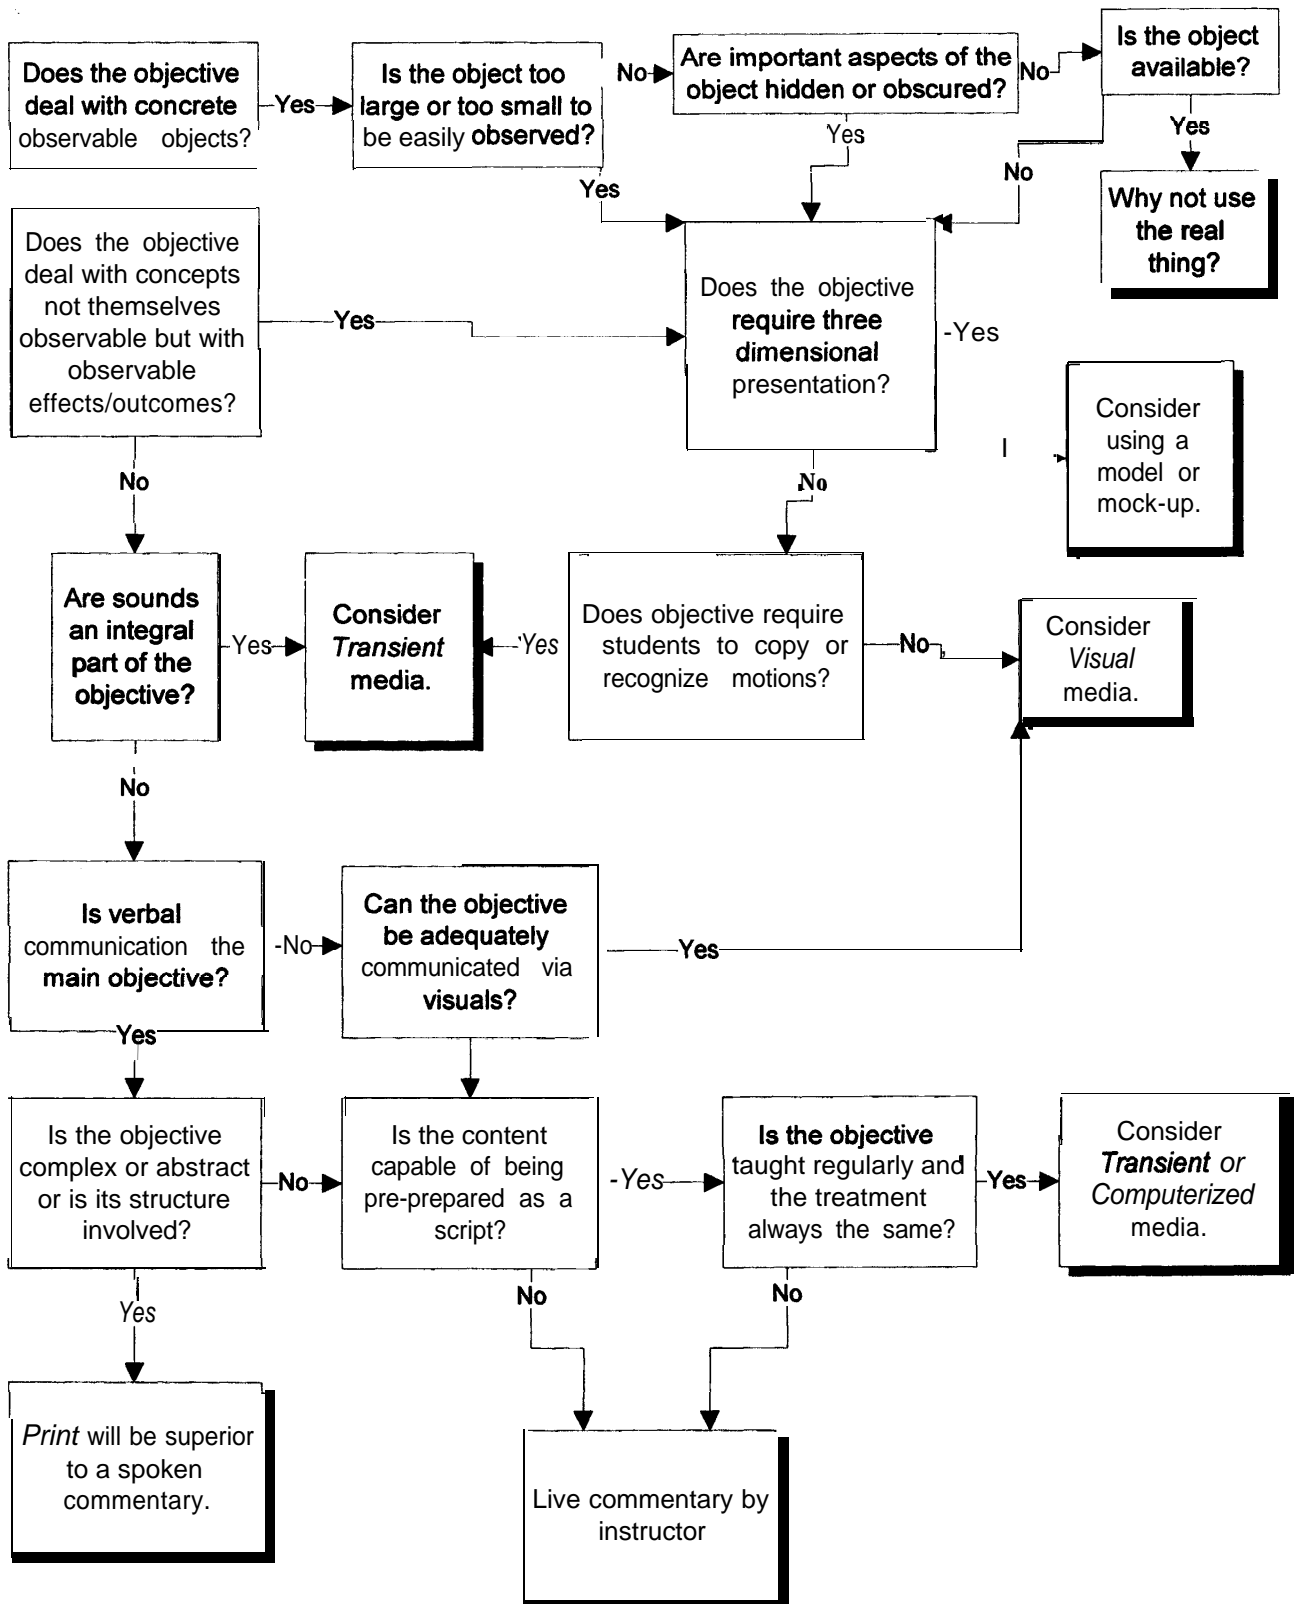 Does the objective
deal with concrete
observable objects?
Yes
Is the object too
large or too small to
be easily observed?
No
Yes
Are important aspects of the
object hidden or obscured?
No
Yes
Is the object
available?
Yes
No
Why not use
the real
thing?
Does the objective
deal with concepts
not themselves
observable but with
observable
effects/outcomes?
Yes
No
Does the objective
require three
dimensional
presentation?
-Yes
No
Consider
using a
model or
mock-up.
Are sounds
an integral
part of the
objective?
Yes
No
Consider
Transient
media.
Yes
Does objective require
students to copy or
recognize motions?
No
Consider
Visual
media.
Is verbal
communication the
main objective?
-No
Yes
Can the objective
be adequately
communicated via
visuals?
Yes
Is the objective
complex or abstract
or is its structure
involved?
No
Yes
Is the content
capable of being
pre-prepared as a
script?
-Yes
No
Is the objective
taught regularly and
the treatment
always the same?
Yes
No
Consider
Transient or
Computerized
media.
Print will be superior
to a spoken
commentary.
Live commentary by
instructor